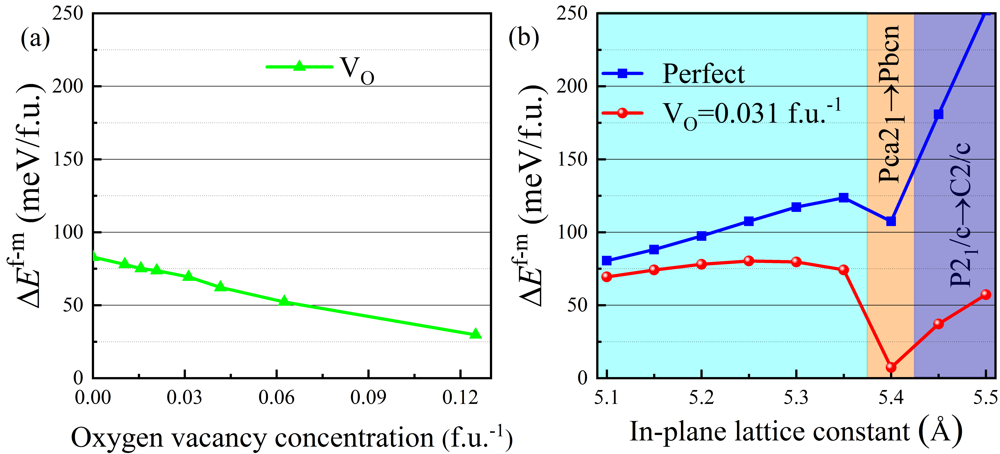 (a)
250
200
150
100
50
0
ΔE^f-m (meV/f.u.)
V_O
0.00 0.03 0.06 0.09 0.12
Oxygen vacancy concentration (f.u.^-1)
(b)
250
200
150
100
50
0
ΔE^f-m (meV/f.u.)
Perfect
V_O=0.031 f.u.^-1
Pca2_1→Pbcn
P2_1/c→C2/c
5.1 5.2 5.3 5.4 5.5
In-plane lattice constant (Å)